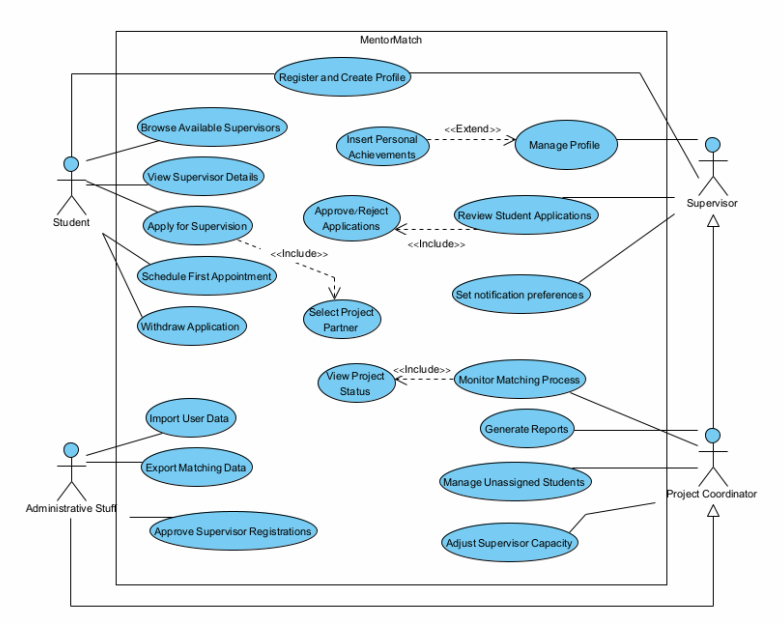 MentorMatch
Register and Create Profile
Browse Available Supervisors
<<Extend>>
Insert Personal
Achievements
Manage Profile
View Supervisor Details
Student
Supervisor
Apply for Supervision
Approve/Reject
Applications
Review Student Applications
<<Include>>
<<Include>>
Schedule First Appointment
Set notification preferences
Select Project
Partner
Withdraw Application
<<Include>>
View Project
Status
Monitor Matching Process
Import User Data
Generate Reports
Export Matching Data
Manage Unassigned Students
Project Coordinator
Administrative Stuff
Approve Supervisor Registrations
Adjust Supervisor Capacity